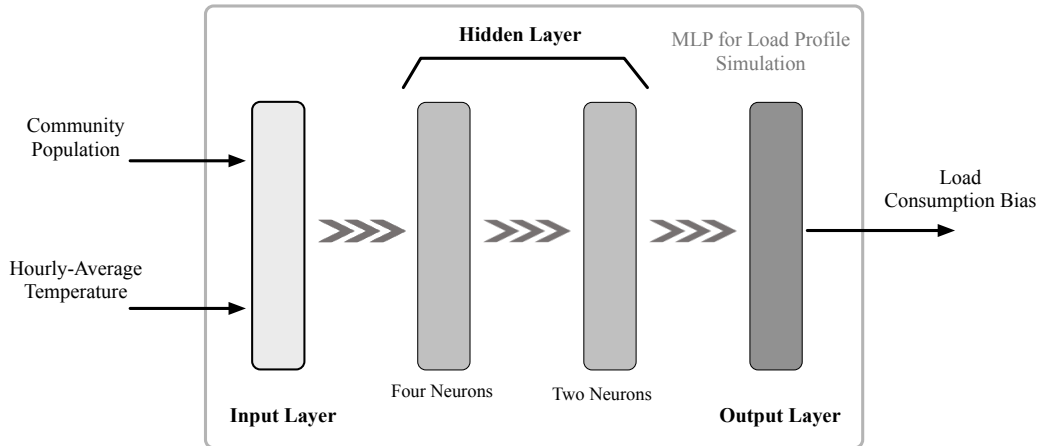 Hidden Layer
MLP for Load Profile
Simulation
Community
Population
Hourly-Average
Temperature
Load
Consumption Bias
Four Neurons
Two Neurons
Input Layer
Output Layer